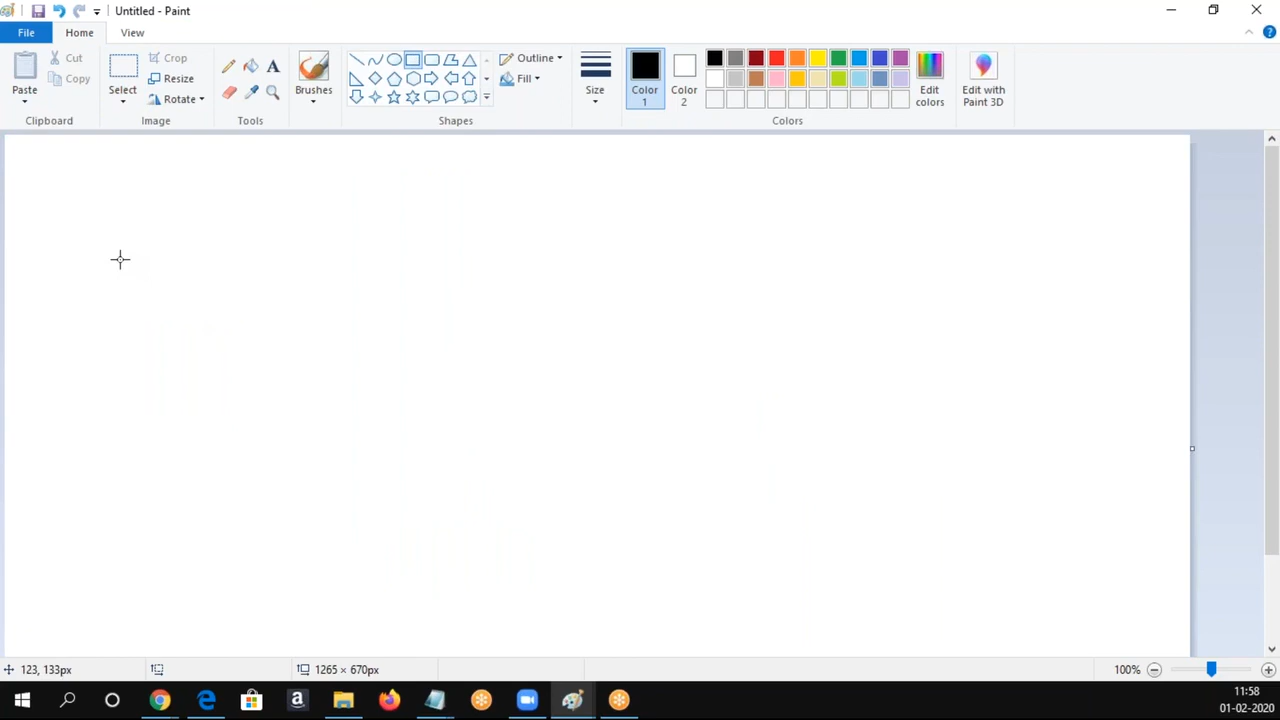 Untitled - Paint
File Home View
Paste
Cut
Copy
Clipboard
Select
Crop
Resize
Rotate
Image
A
Tools
Brushes
Shapes
Outline
Fill
Size
Color 1
Color 2
Colors
Edit colors
Edit with Paint 3D
123, 133px
1265 × 670px
100%
11:58
01-02-2020